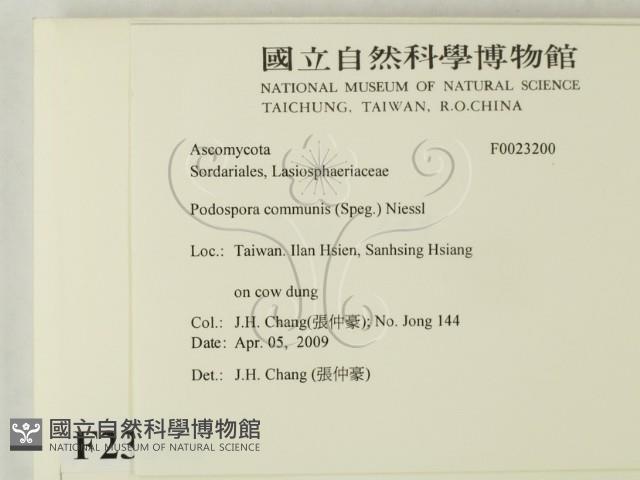 國立自然科學博物館
NATIONAL MUSEUM OF NATURAL SCIENCE
TAICHUNG, TAIWAN, R.O.CHINA
Ascomycota F0023200
Sordariales, Lasiosphaeriaceae
Podospora communis (Speg.) Niessl
Loc.: Taiwan. Ilan Hsien, Sanhsing Hsiang
on cow dung
Col.: J.H. Chang(張仲豪); No. Jong 144
Date: Apr. 05, 2009
Det.: J.H. Chang (張仲豪)
國立自然科學博物館
NATIONAL MUSEUM OF NATURAL SCIENCE
F23